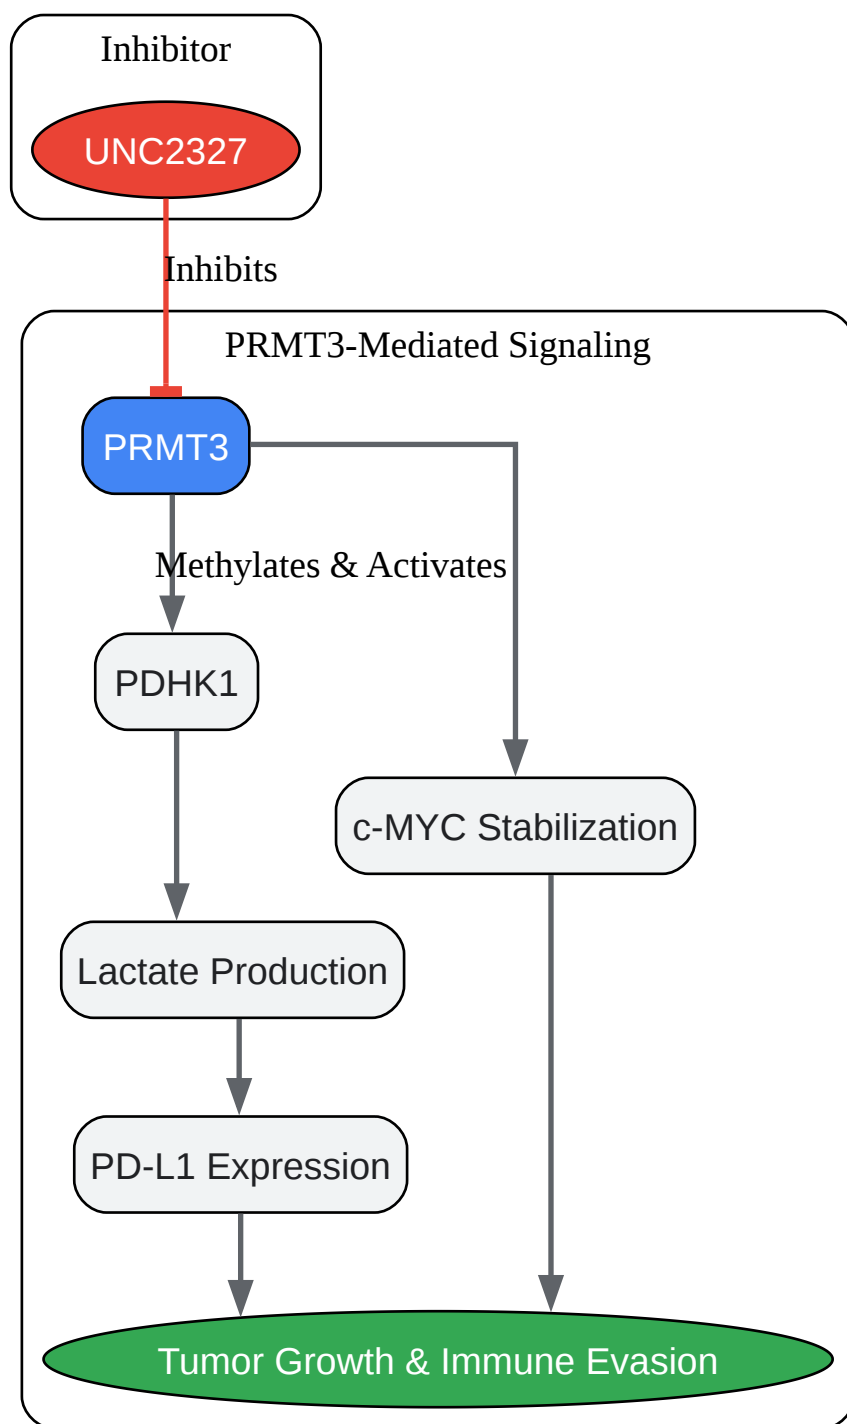 Inhibitor
UNC2327
Inhibits
PRMT3-Mediated Signaling
PRMT3
Methylates & Activates
PDHK1
c-MYC Stabilization
Lactate Production
PD-L1 Expression
Tumor Growth & Immune Evasion